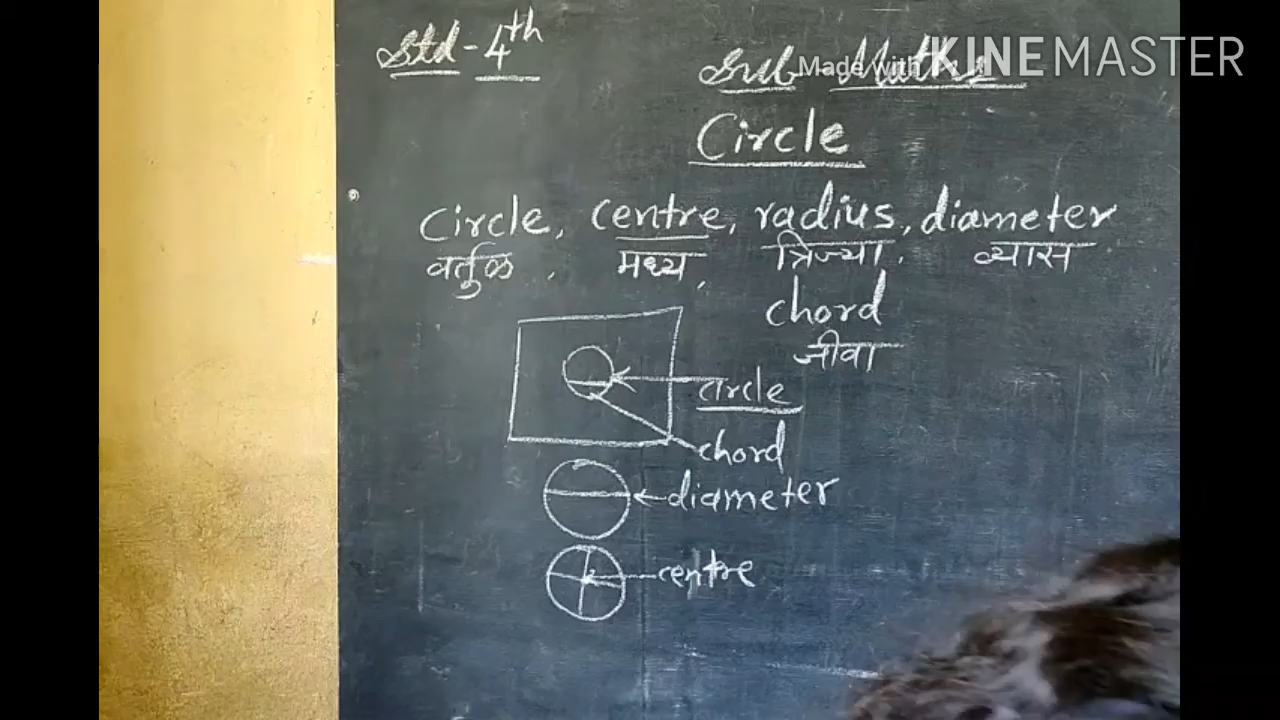 Std - 4th
Sub - Maths
Made with KINEMASTER
Circle
Circle, centre, radius, diameter
वर्तुळ, मध्य, त्रिज्या, व्यास
chord
जीवा
circle
chord
diameter
centre